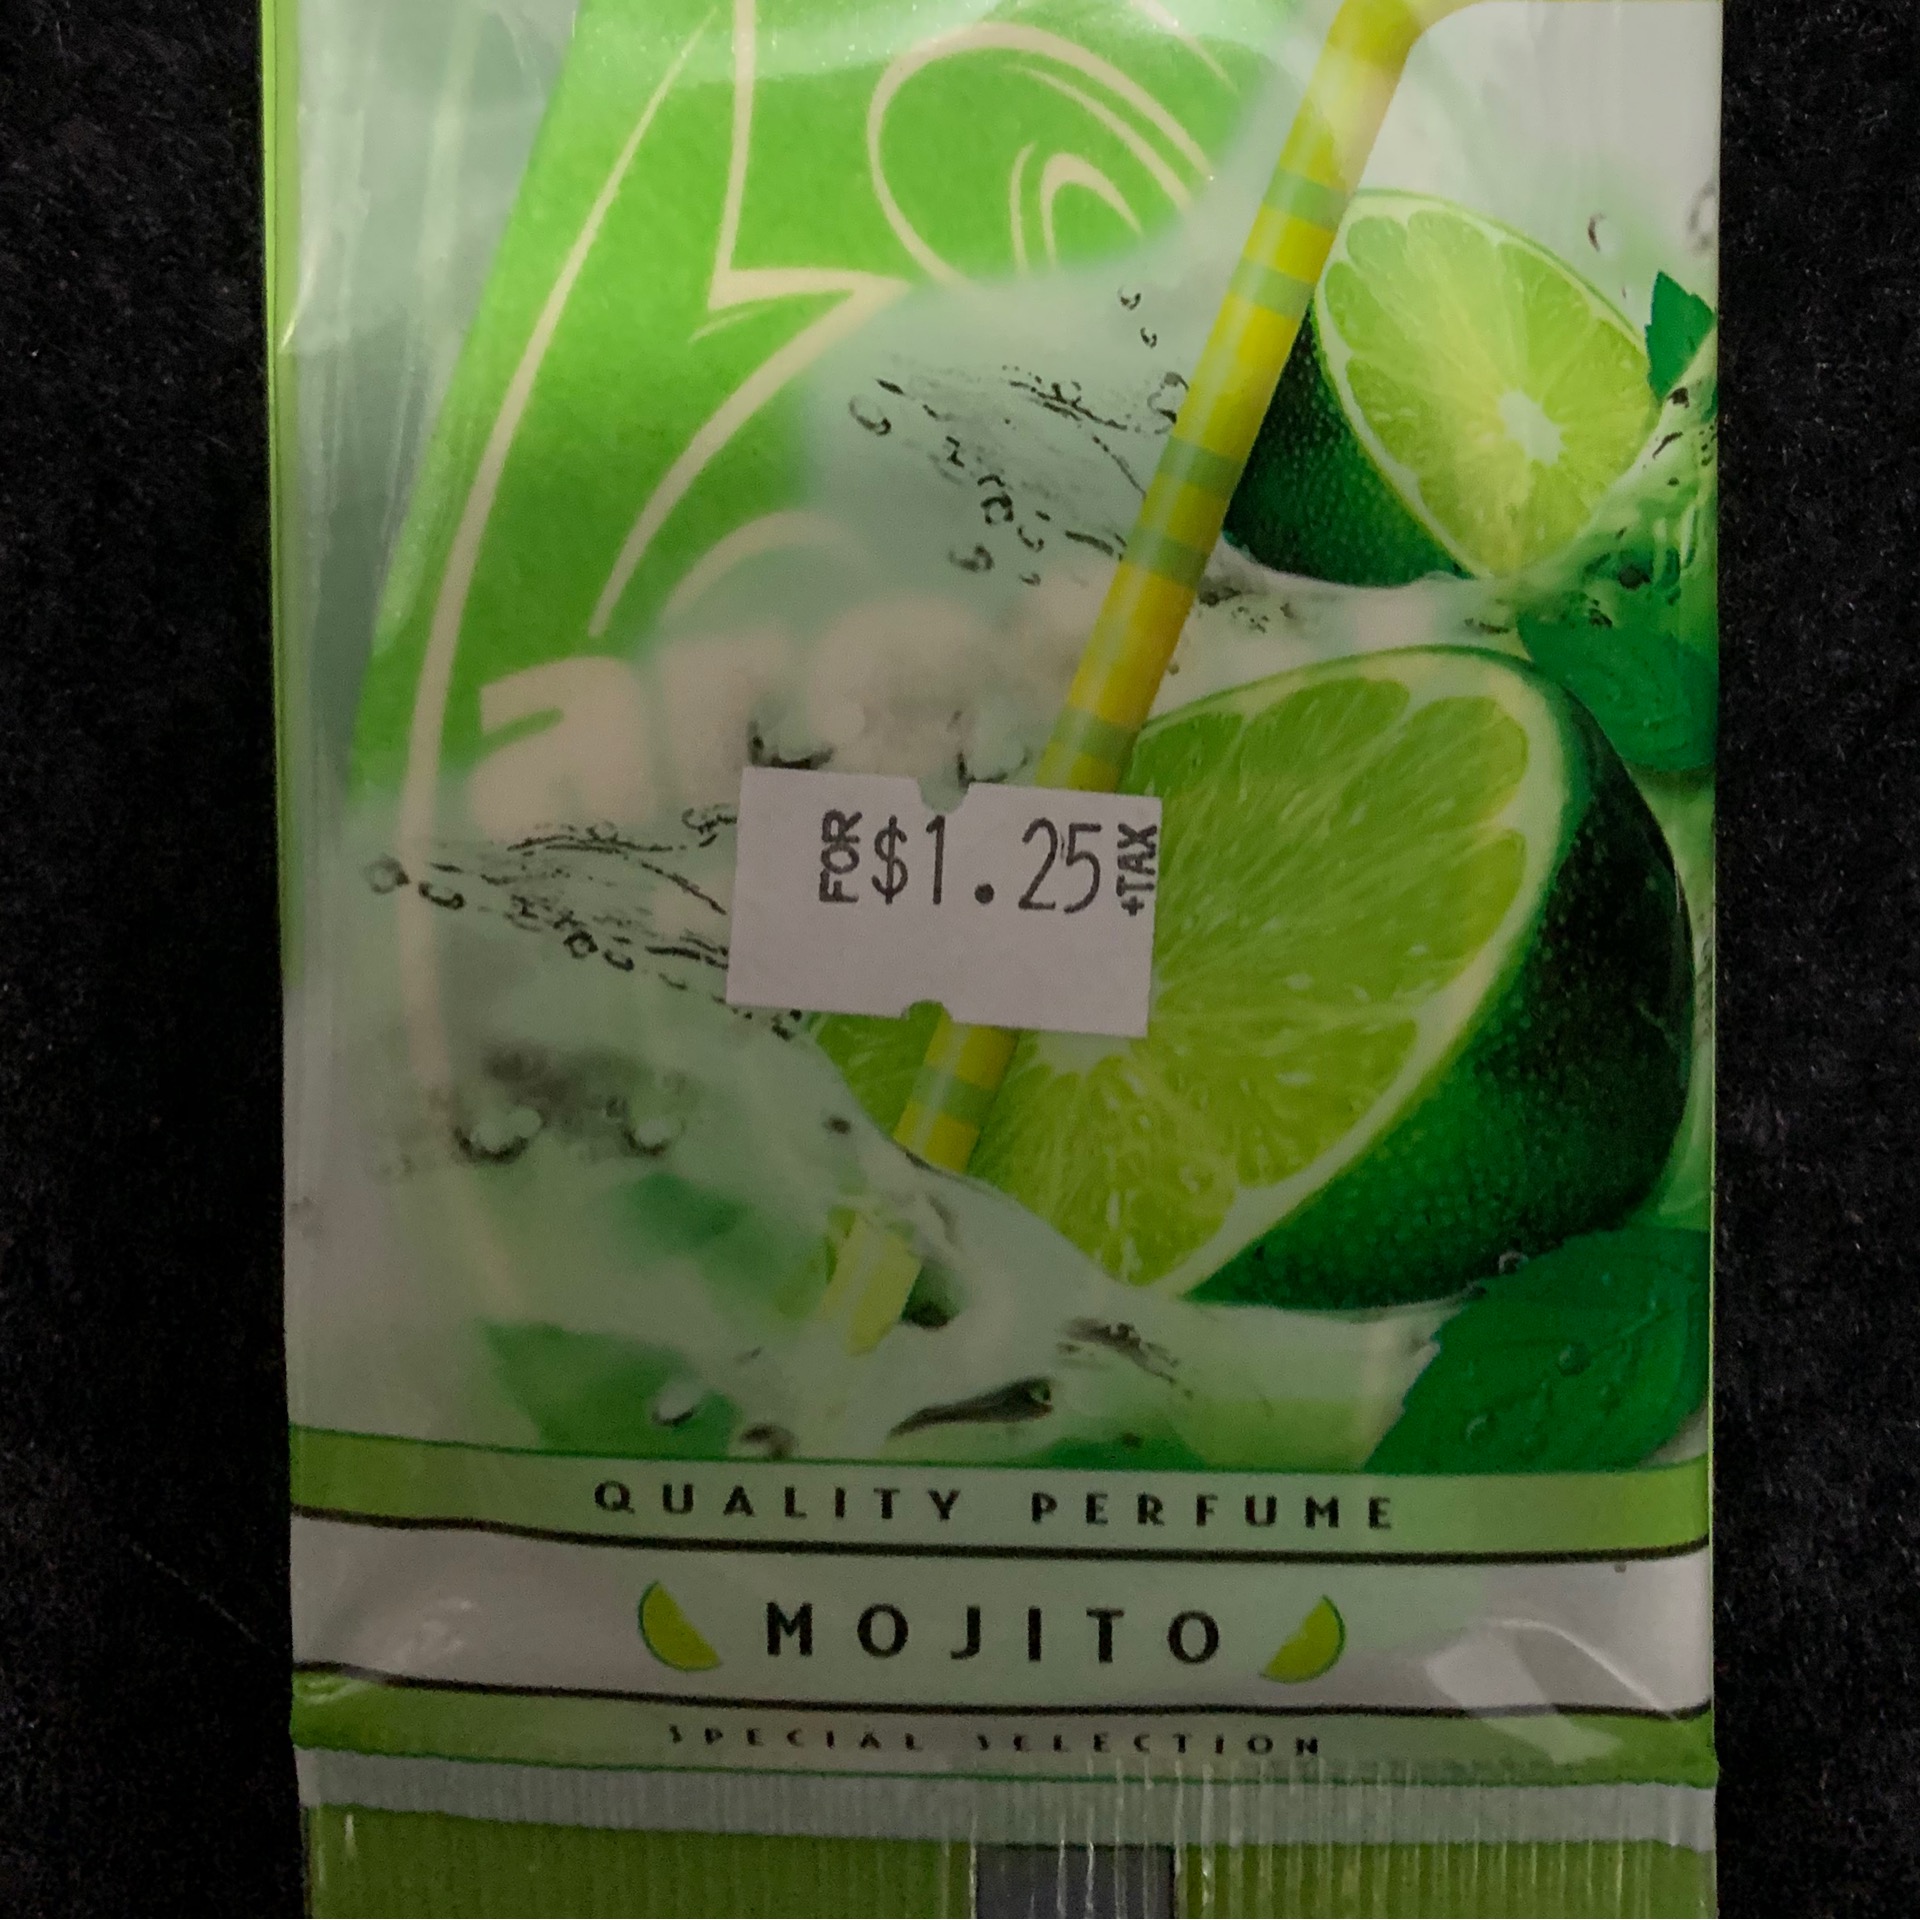 FOR $1.25 +TAX
QUALITY PERFUME
MOJITO
SPECIAL SELECTION